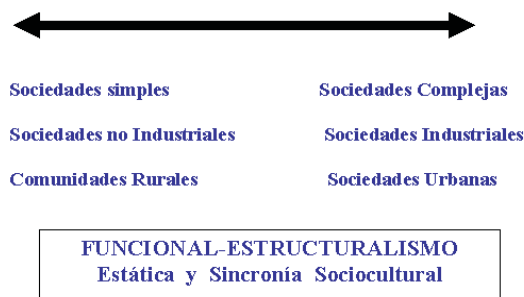 Sociedades simples Sociedades Complejas
Sociedades no Industriales Sociedades Industriales
Comunidades Rurales Sociedades Urbanas
FUNCIONAL-ESTRUCTURALISMO
Estática y Sincronía Sociocultural